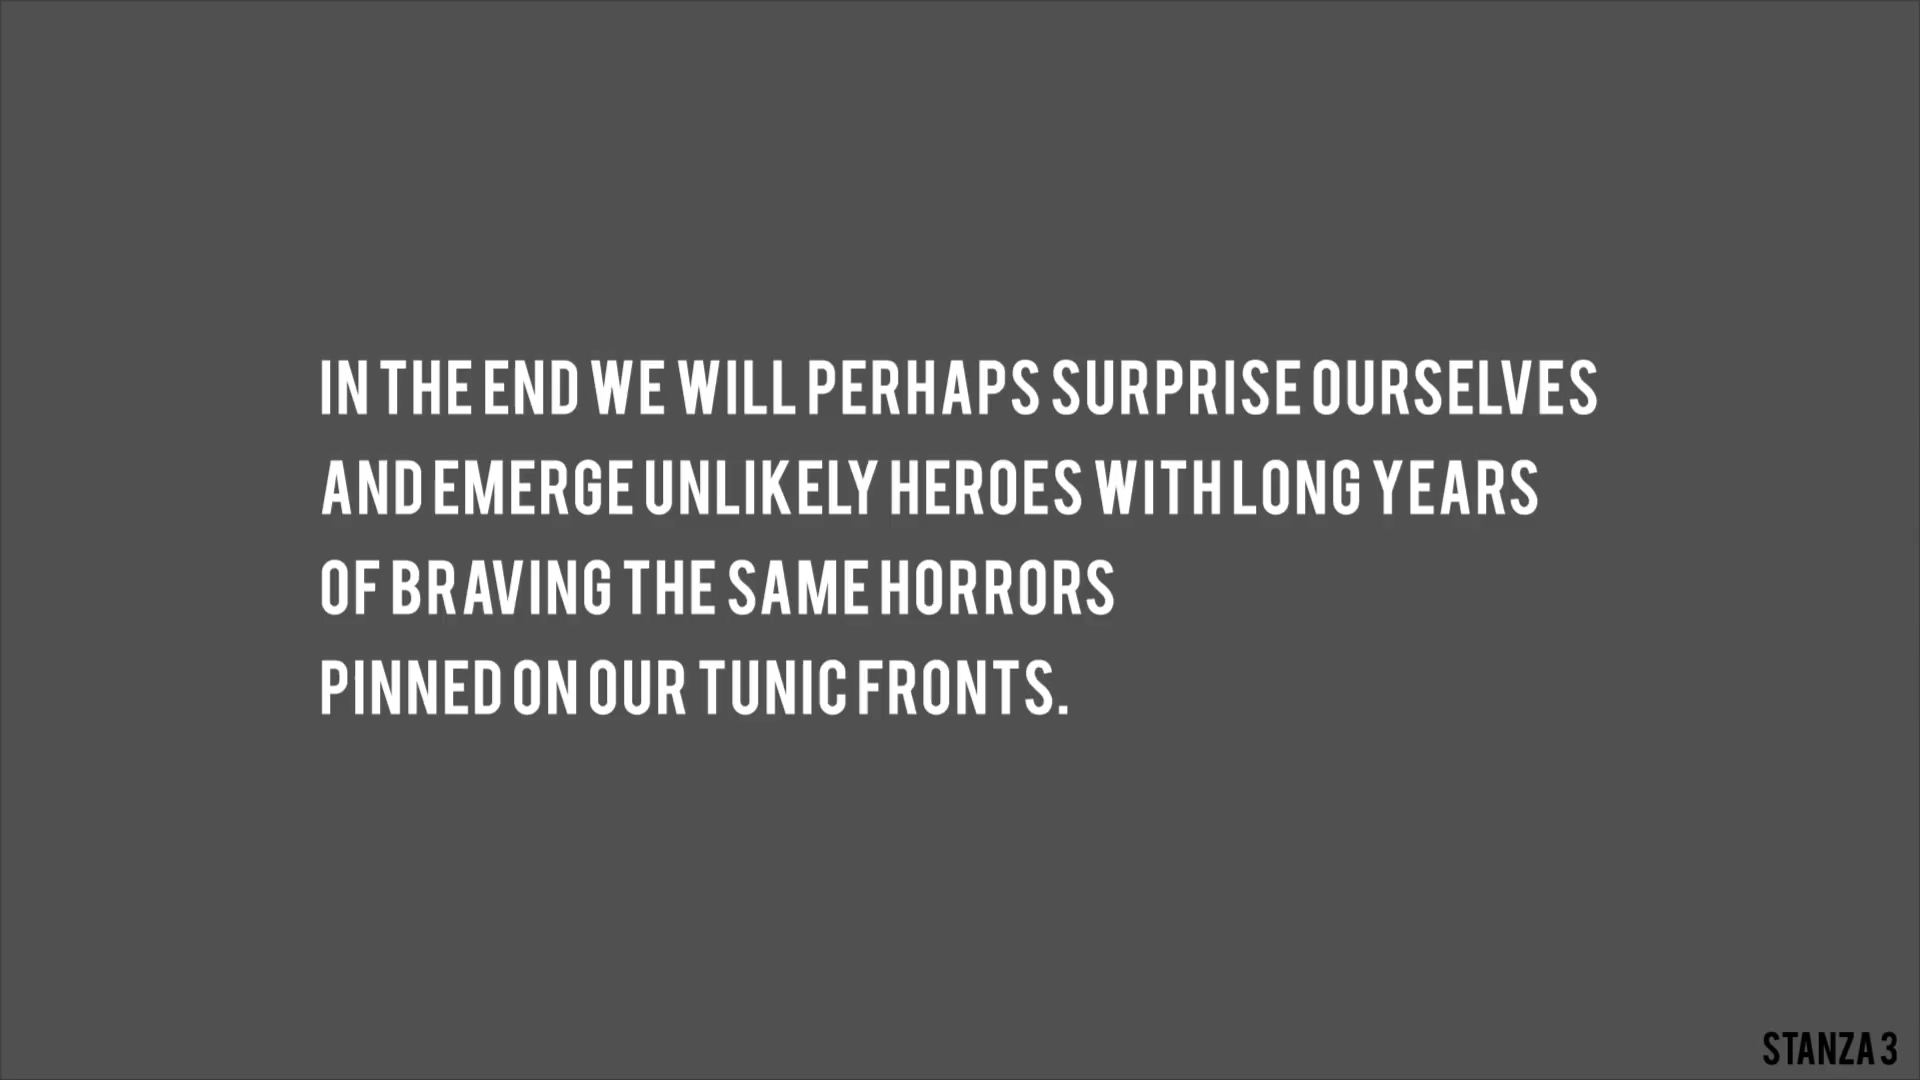 IN THE END WE WILL PERHAPS SURPRISE OURSELVES
AND EMERGE UNLIKELY HEROES WITH LONG YEARS
OF BRAVING THE SAME HORRORS
PINNED ON OUR TUNIC FRONTS.
STANZA 3